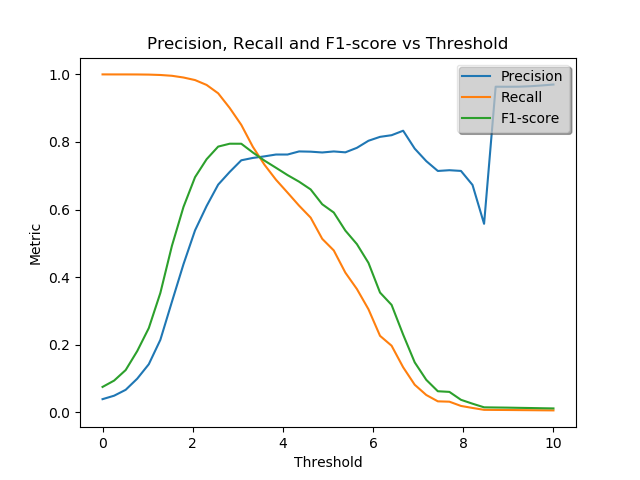 Precision, Recall and F1-score vs Threshold
1.0
0.8
0.6
0.4
0.2
0.0
Metric
Precision
Recall
F1-score
0 2 4 6 8 10
Threshold